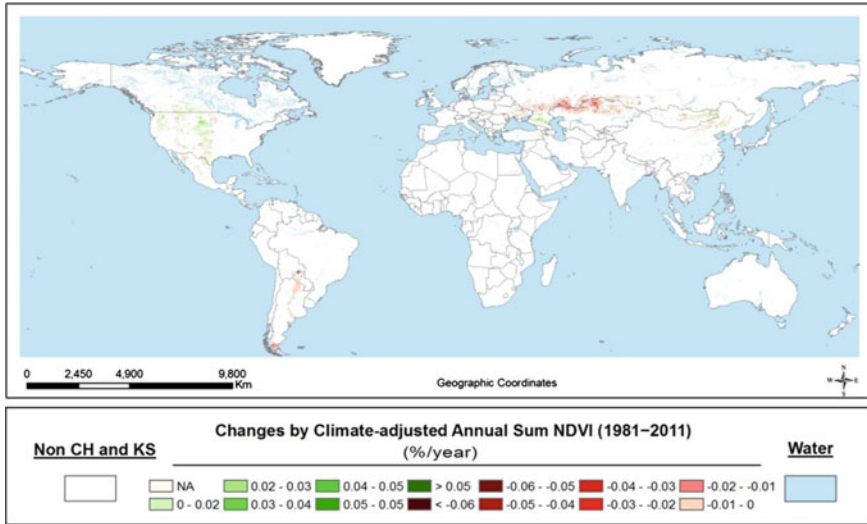 0 2,450 4,900 9,800
Km
Geographic Coordinates
N
W E
S
Changes by Climate-adjusted Annual Sum NDVI (1981−2011)
(%/year)
Non CH and KS
Water
NA 0.02 - 0.03 0.04 - 0.05 > 0.05 -0.06 - -0.05 -0.04 - -0.03 -0.02 - -0.01
0 - 0.02 0.03 - 0.04 0.05 - 0.05 < -0.06 -0.05 - -0.04 -0.03 - -0.02 -0.01 - 0